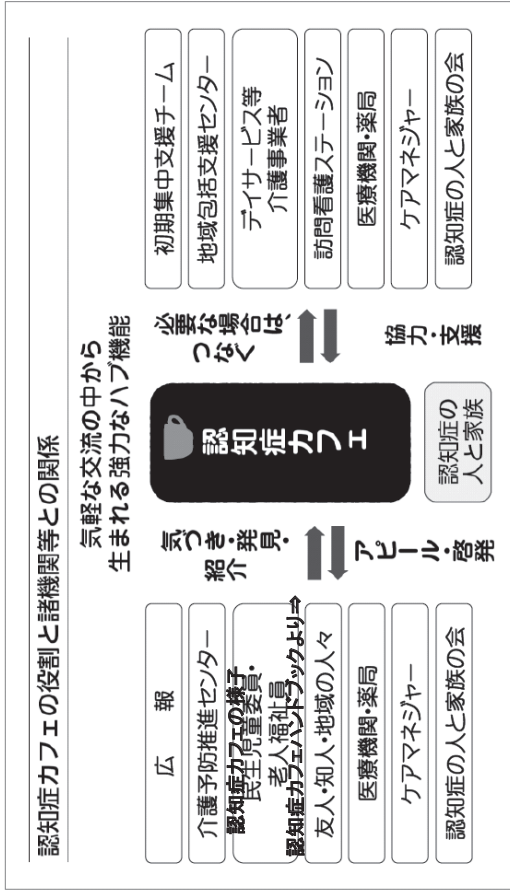 認知症カフェの役割と諸機関等との関係
気軽な交流の中から
生まれる強力なハブ機能
広　報
介護予防推進センター
認知症カフェの様子
民生児童委員・
老人福祉員
認知症カフェハンドブックより⇒
友人・知人・地域の人々
医療機関・薬局
ケアマネジャー
認知症の人と家族の会
気づき・発見・
紹介
アピール・啓発
認知症カフェ
認知症の
人と家族
必要な場合は、
つなぐ
協力・支援
初期集中支援チーム
地域包括支援センター
デイサービス等
介護事業者
訪問看護ステーション
医療機関・薬局
ケアマネジャー
認知症の人と家族の会